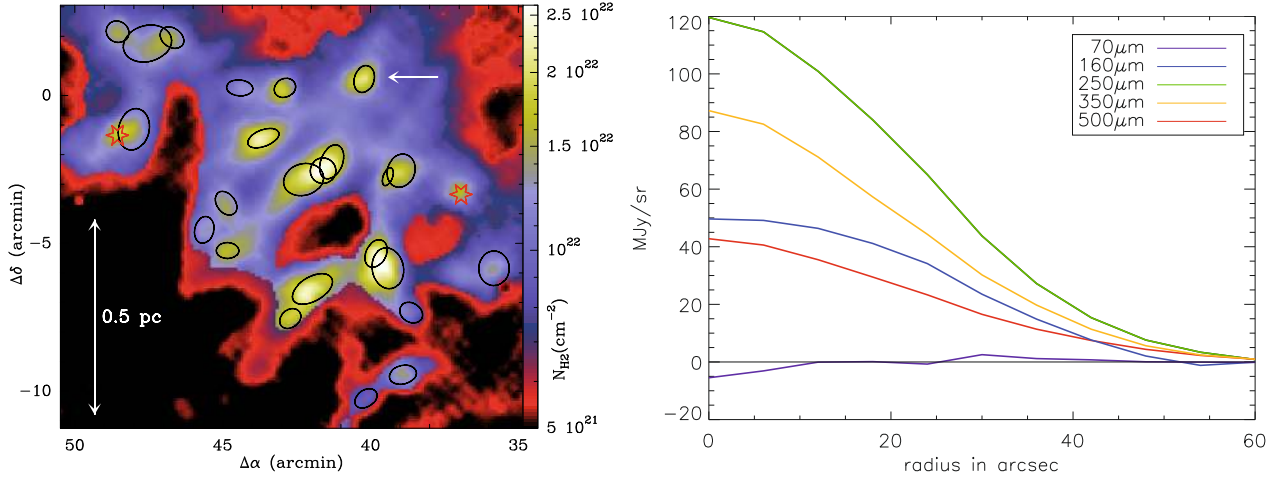 0
−5
−10
Δδ (arcmin)
50
45
40
35
Δα (arcmin)
0.5 pc
2.5 10²²
2 10²²
1.5 10²²
10²²
5 10²¹
N_H2(cm⁻²)
120
100
80
60
40
20
0
−20
MJy/sr
0
20
40
60
radius in arcsec
70μm
160μm
250μm
350μm
500μm